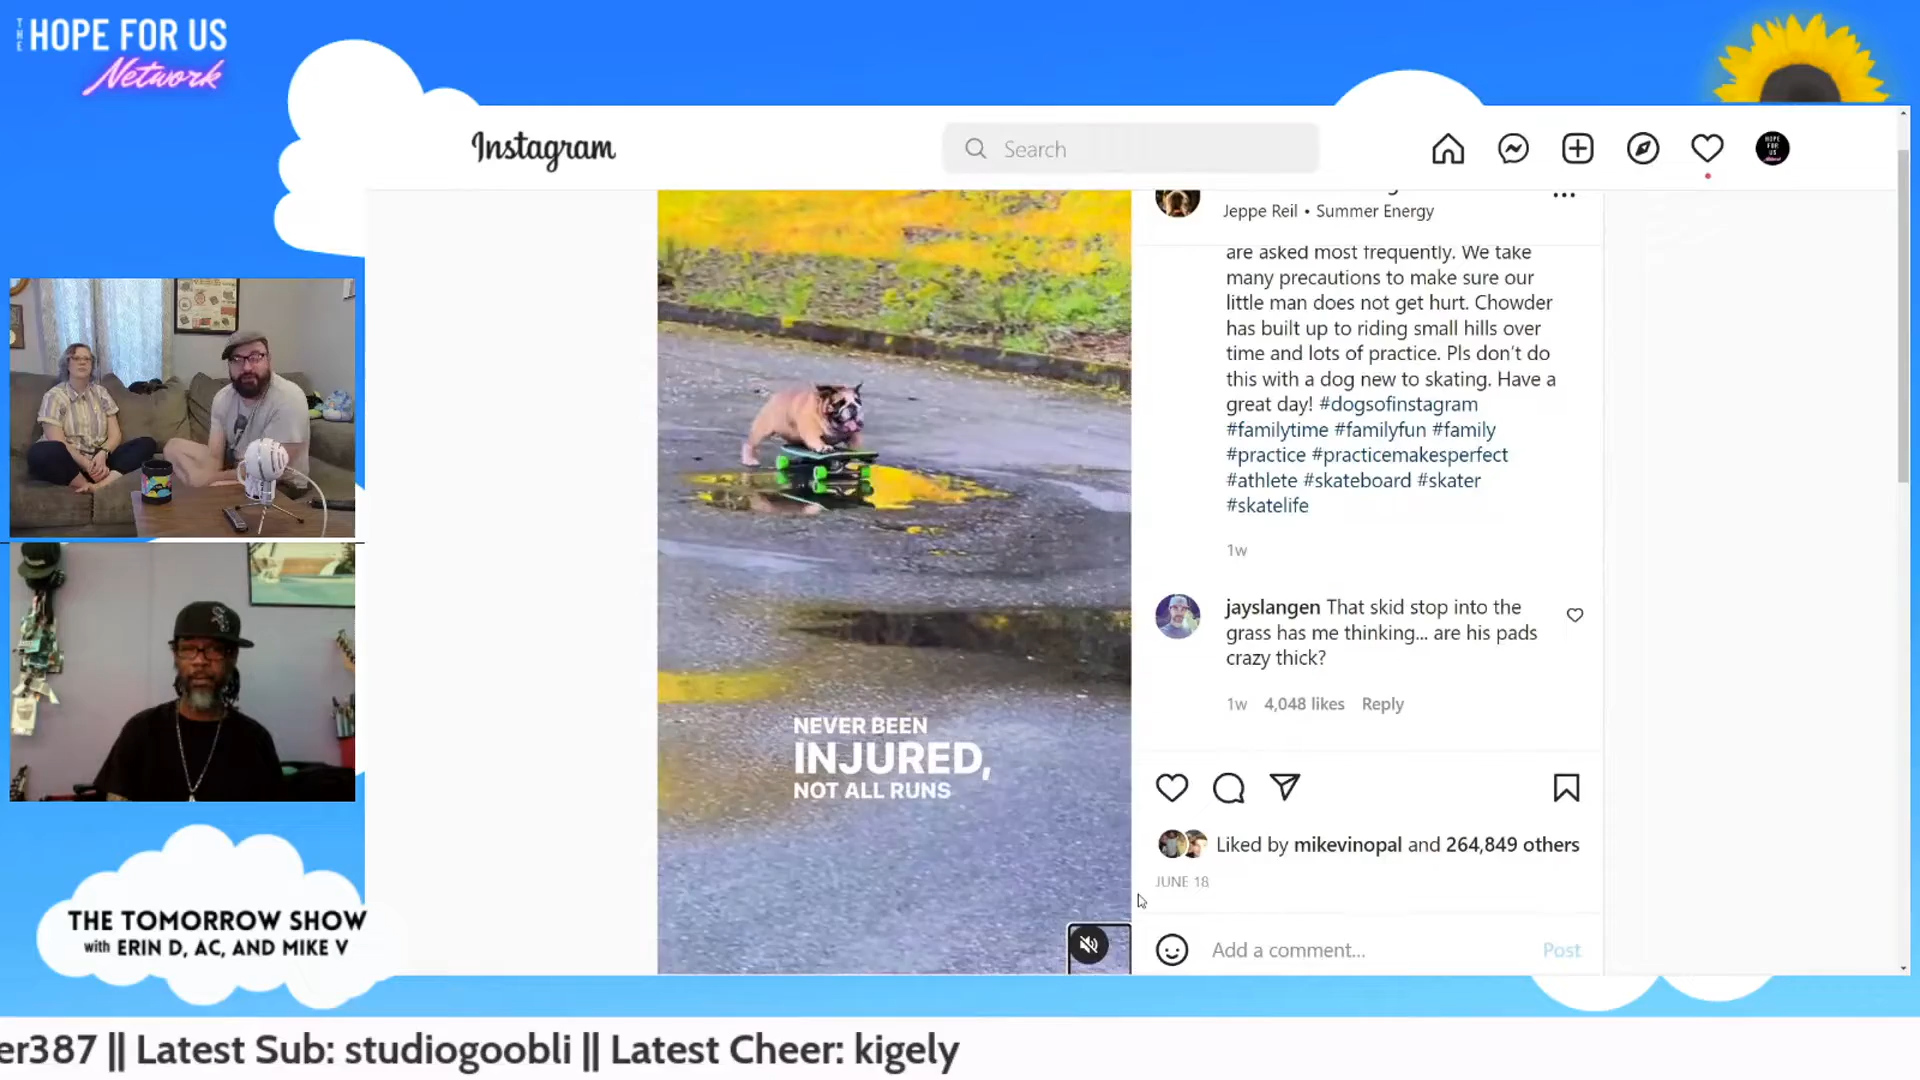 THE HOPE FOR US
Network
Instagram
Search
HOPE
FOR
US
Jeppe Reil • Summer Energy
are asked most frequently. We take
many precautions to make sure our
little man does not get hurt. Chowder
has built up to riding small hills over
time and lots of practice. Pls don't do
this with a dog new to skating. Have a
great day! #dogsofinstagram
#familytime #familyfun #family
#practice #practicemakesperfect
#athlete #skateboard #skater
#skatelife
1w
jayslangen That skid stop into the
grass has me thinking... are his pads
crazy thick?
1w 4,048 likes Reply
NEVER BEEN
INJURED,
NOT ALL RUNS
Liked by mikevinopal and 264,849 others
JUNE 18
Add a comment... Post
THE TOMORROW SHOW
with ERIN D, AC, AND MIKE V
er387 || Latest Sub: studiogoobli || Latest Cheer: kigely